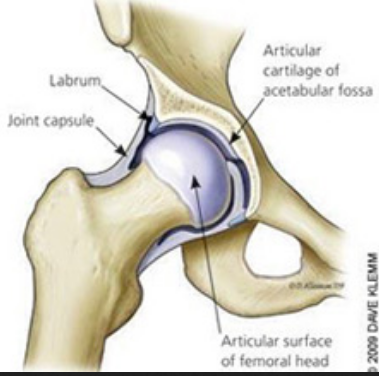 Articular
cartilage of
acetabular fossa
Labrum
Joint capsule
Articular surface
of femoral head
© 2009 DAVE KLEMM